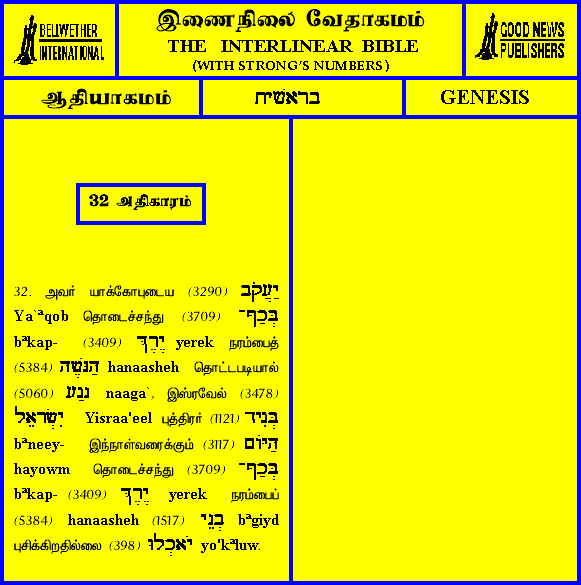 BELLWETHER
INTERNATIONAL
இணைநிலை வேதாகமம்
THE INTERLINEAR BIBLE
(WITH STRONG'S NUMBERS)
GOOD NEWS
PUBLISHERS
ஆதியாகமம்
בראשית
GENESIS
32 அதிகாரம்
32. அவர் யாக்கோபுடைய (3290) יַעֲקֹב
Ya`ªqob தொடைச்சந்து (3709) בְּכַף־
bªkap- (3409) יֶרֶךְ yerek நரம்பைத்
(5384) הַנּשֶׁה hanaasheh தொட்டபடியால்
(5060) נגַע naaga`, இஸ்ரவேல் (3478)
יִשְׂרָאֵל Yisraa'eel புத்திரர் (1121) בְּנִיד
bªneey- இந்நாள்வரைக்கும் (3117) הַיּוֹם
hayowm தொடைச்சந்து (3709) בְּכַף־
bªkap- (3409) יֶרֶךְ yerek நரம்பைப்
(5384) hanaasheh (1517) בְּנֵי bªgiyd
புசிக்கிறதில்லை (398) יֹאכְלוּ yo'kªluw.